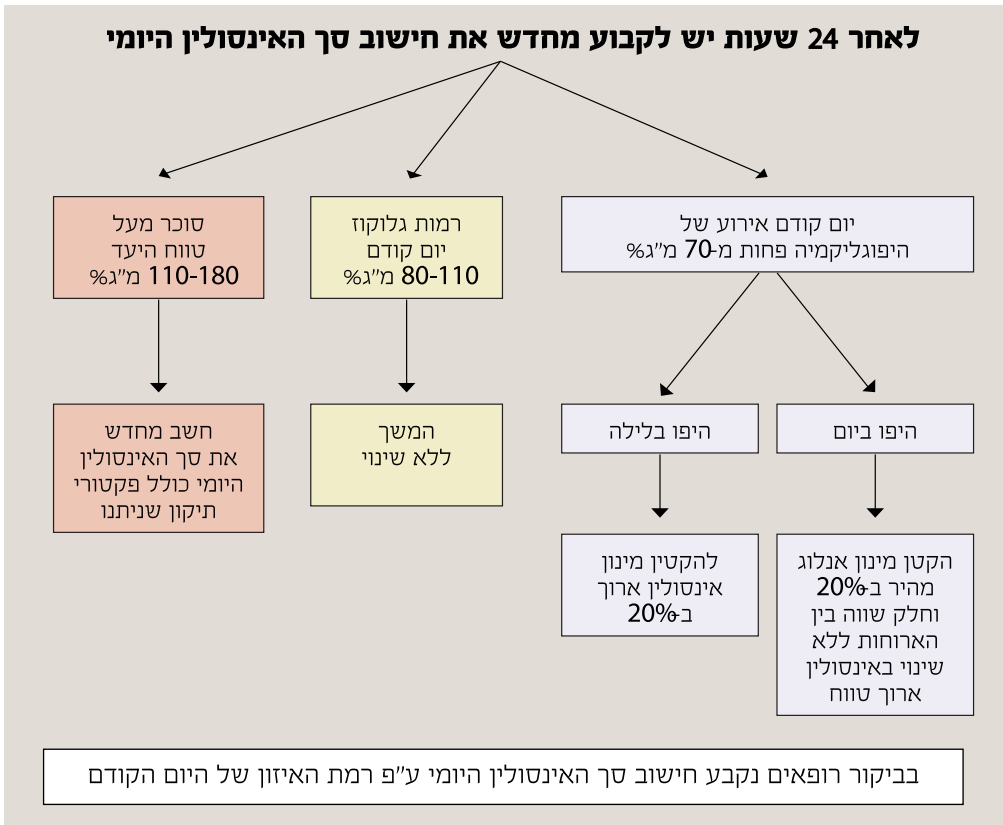 לאחר 24 שעות יש לקבוע מחדש את חישוב סך האינסולין היומי
יום קודם אירוע של
היפוגליקמיה פחות מ-70 מ"ג%
רמות גלוקוז
יום קודם
80-110 מ"ג%
סוכר מעל
טווח היעד
110-180 מ"ג%
היפו ביום
היפו בלילה
המשך
ללא שינוי
חשב מחדש
את סך האינסולין
היומי כולל פקטורי
תיקון שניתנו
הקטן מינון אנלוג
מהיר ב-20%
וחלק שווה בין
הארוחות ללא
שינוי באינסולין
ארוך טווח
להקטין מינון
אינסולין ארוך
ב-20%
בביקור רופאים נקבע חישוב סך האינסולין היומי ע"פ רמת האיזון של היום הקודם